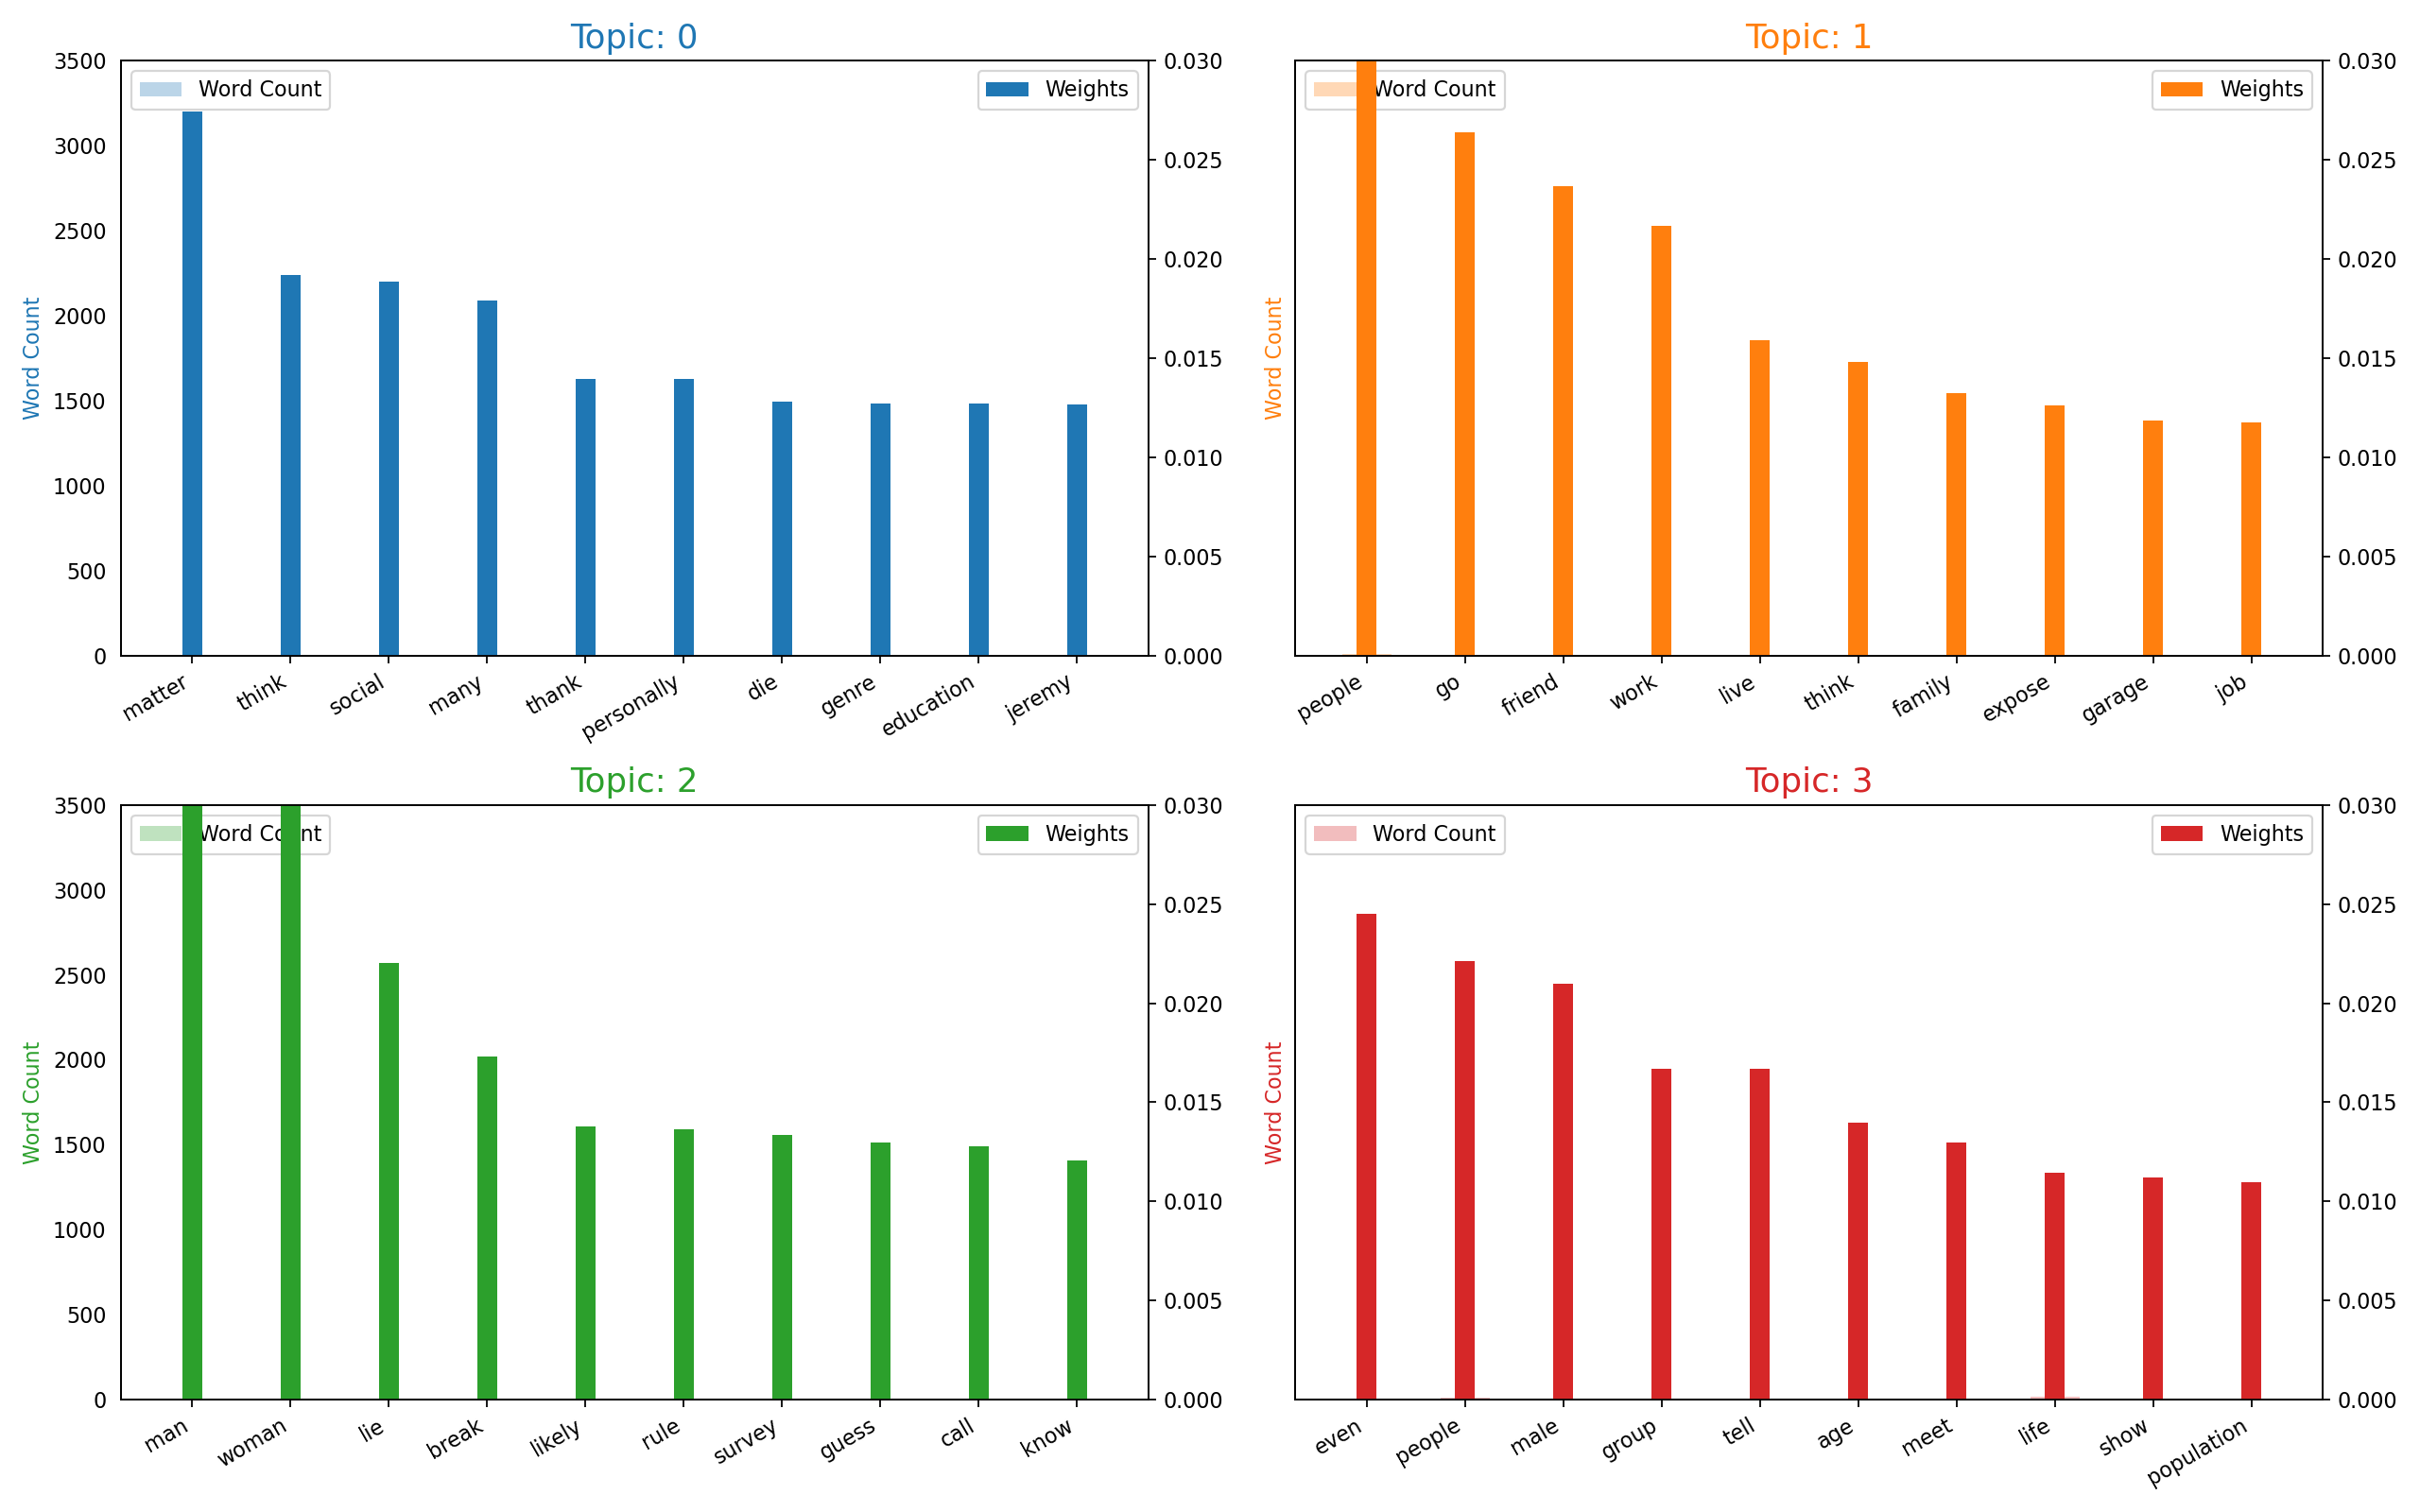 Topic: 0
Word Count
Weights
3500
3000
2500
2000
1500
1000
500
0
Word Count
0.030
0.025
0.020
0.015
0.010
0.005
0.000
matter
think
social
many
thank
personally
die
genre
education
jeremy
Topic: 1
Word Count
Weights
Word Count
0.030
0.025
0.020
0.015
0.010
0.005
0.000
people
go
friend
work
live
think
family
expose
garage
job
Topic: 2
Word Count
Weights
3500
3000
2500
2000
1500
1000
500
0
Word Count
0.030
0.025
0.020
0.015
0.010
0.005
0.000
man
woman
lie
break
likely
rule
survey
guess
call
know
Topic: 3
Word Count
Weights
Word Count
0.030
0.025
0.020
0.015
0.010
0.005
0.000
even
people
male
group
tell
age
meet
life
show
population